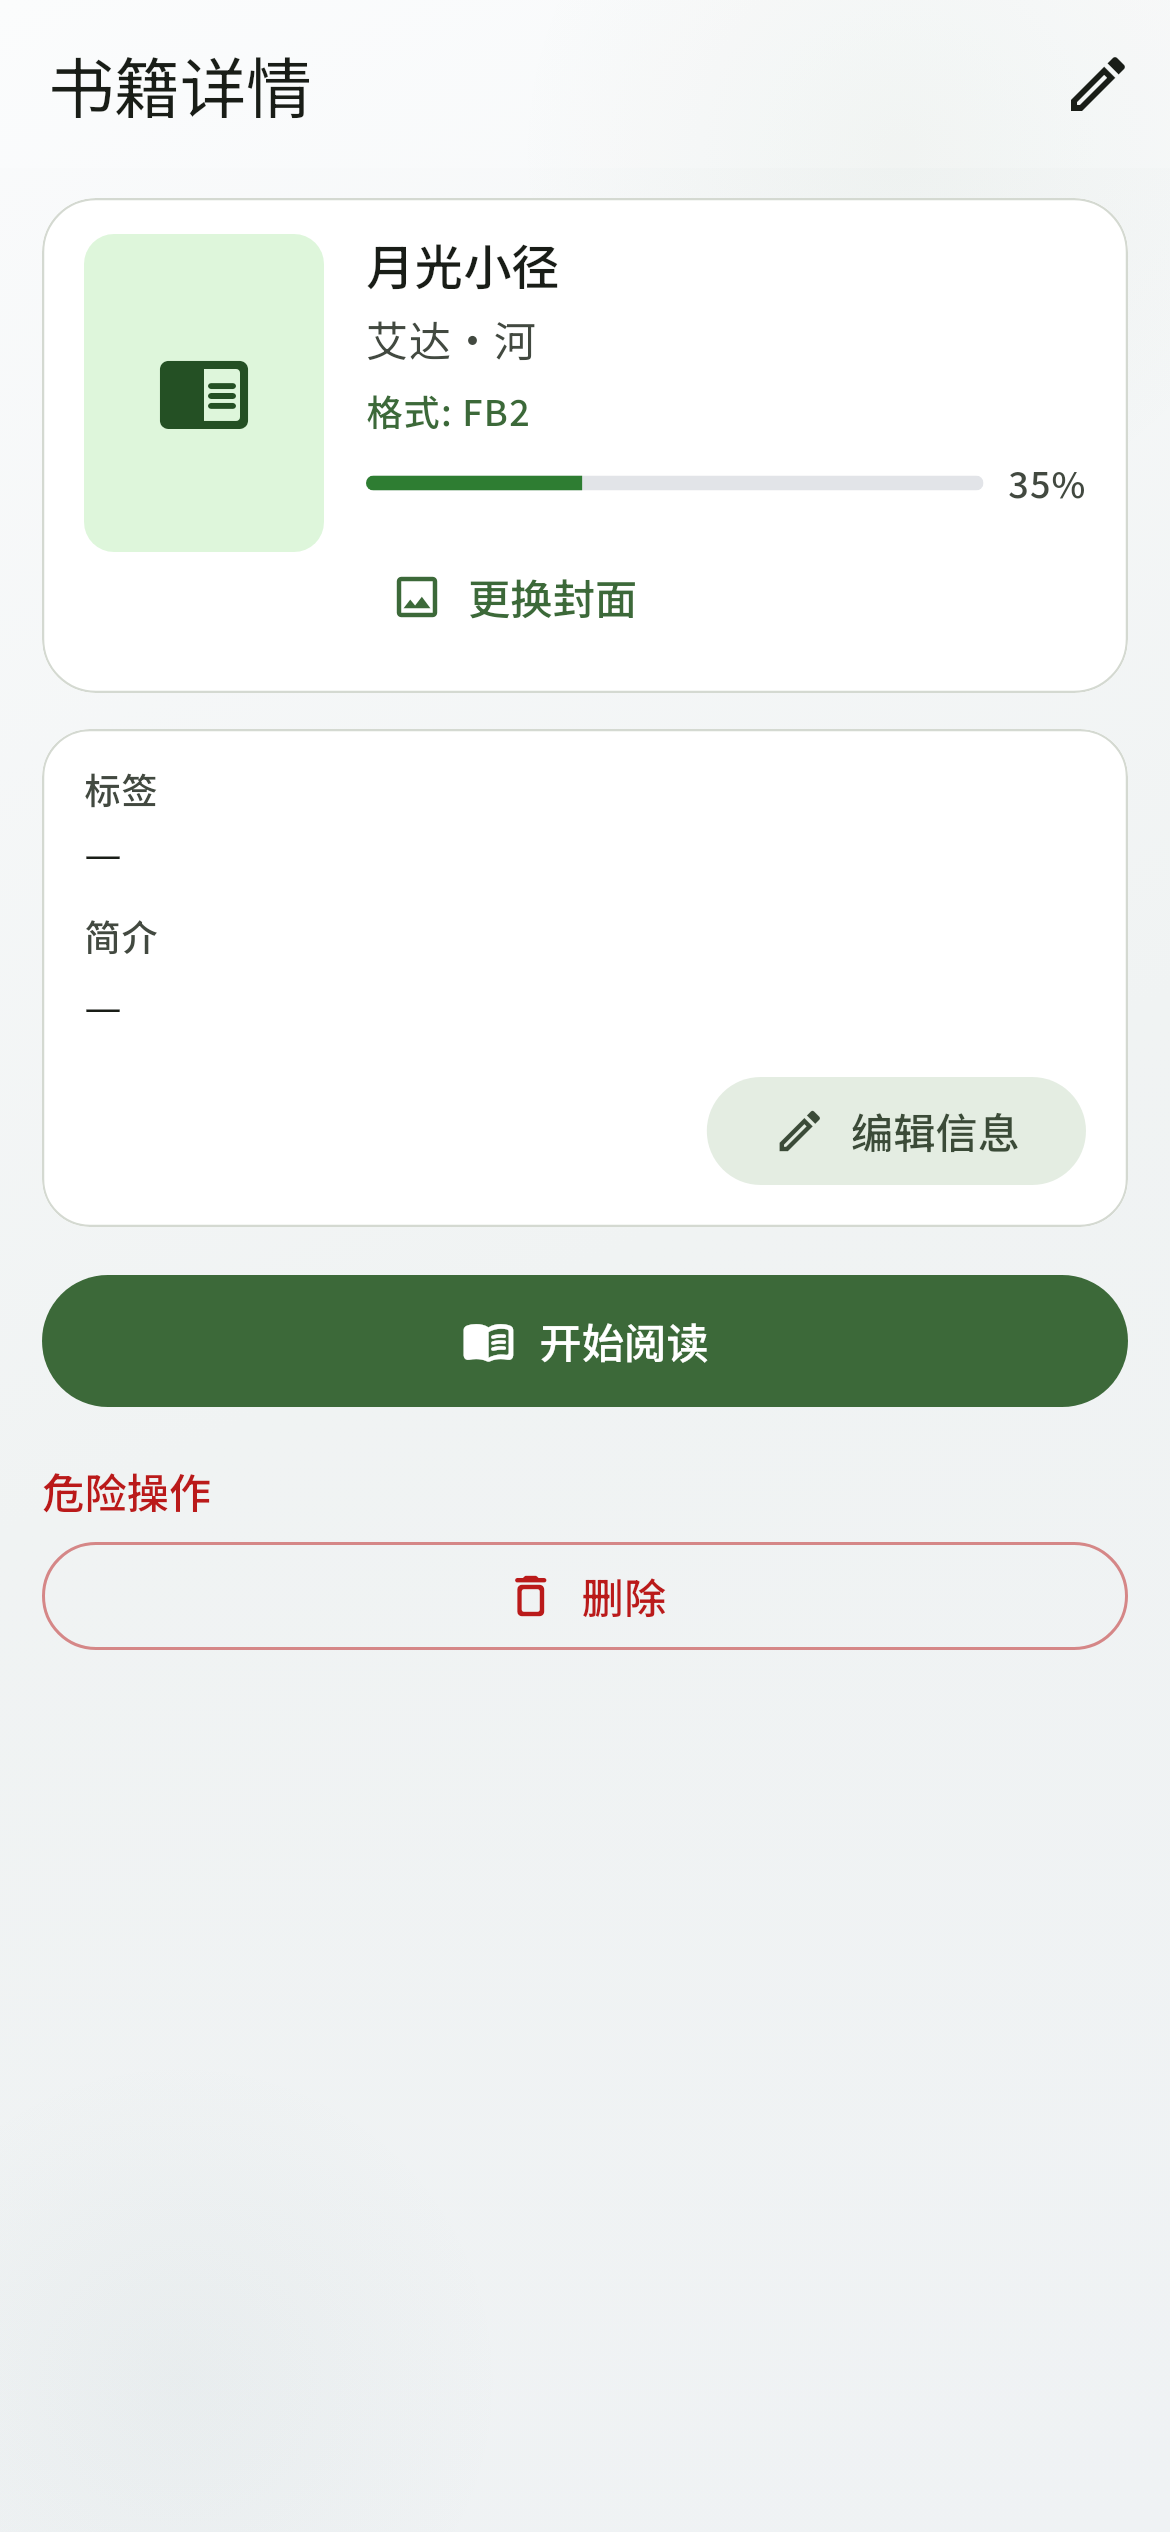 书籍详情
月光小径
艾达·河
格式: FB2
35%
更换封面
标签
—
简介
—
编辑信息
开始阅读
危险操作
删除